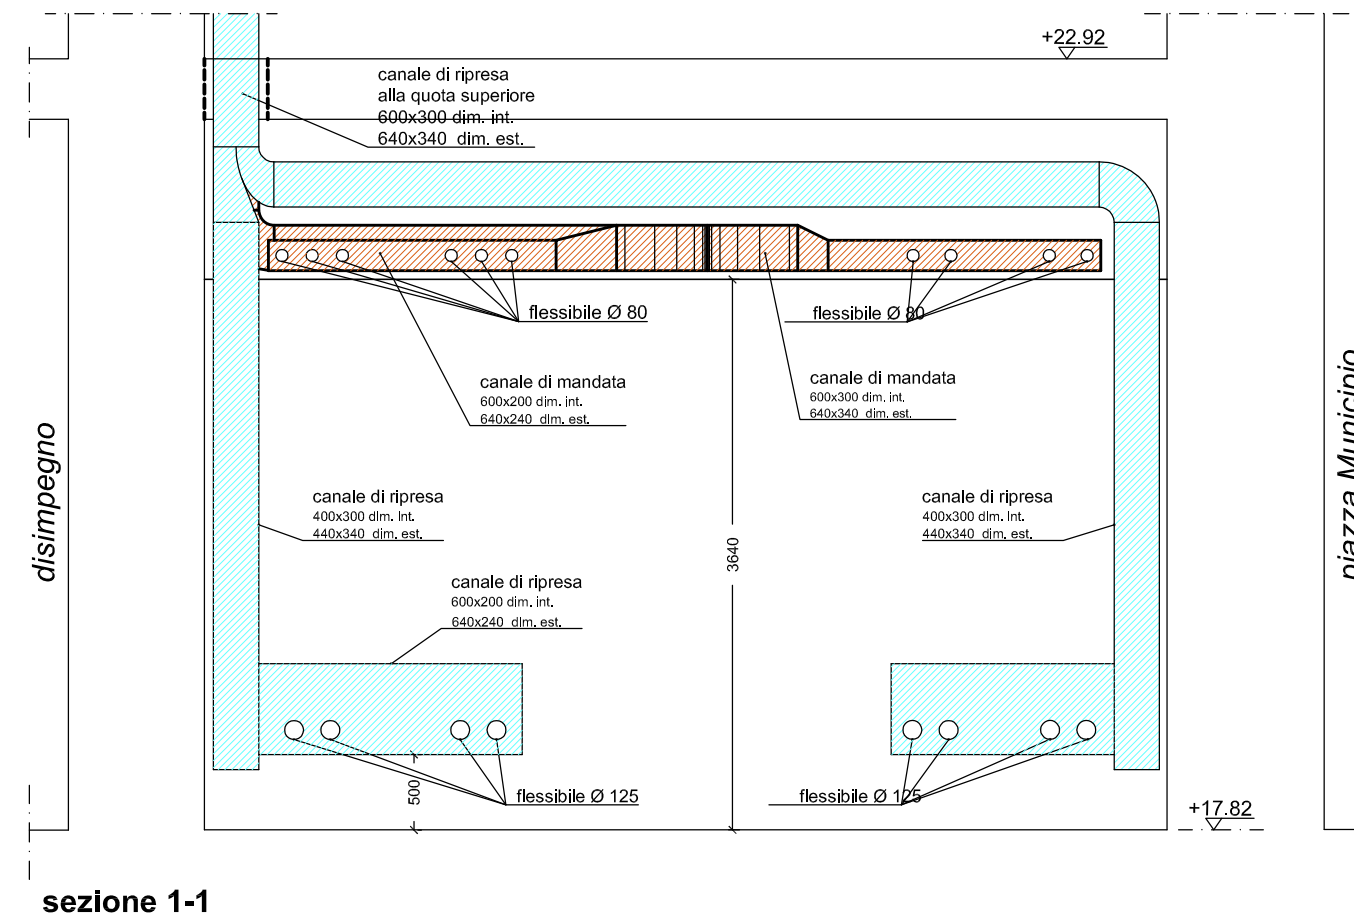 +22.92
canale di ripresa
alla quota superiore
600x300 dim. int.
640x340 dim. est.
flessibile Ø 80
flessibile Ø 80
canale di mandata
600x200 dim. int.
640x240 dim. est.
canale di mandata
600x300 dim. int.
640x340 dim. est.
disimpegno
piazza Municipio
canale di ripresa
400x300 dim. int.
440x340 dim. est.
canale di ripresa
400x300 dim. int.
440x340 dim. est.
3640
canale di ripresa
600x200 dim. int.
640x240 dim. est.
500
flessibile Ø 125
flessibile Ø 125
+17.82
sezione 1-1